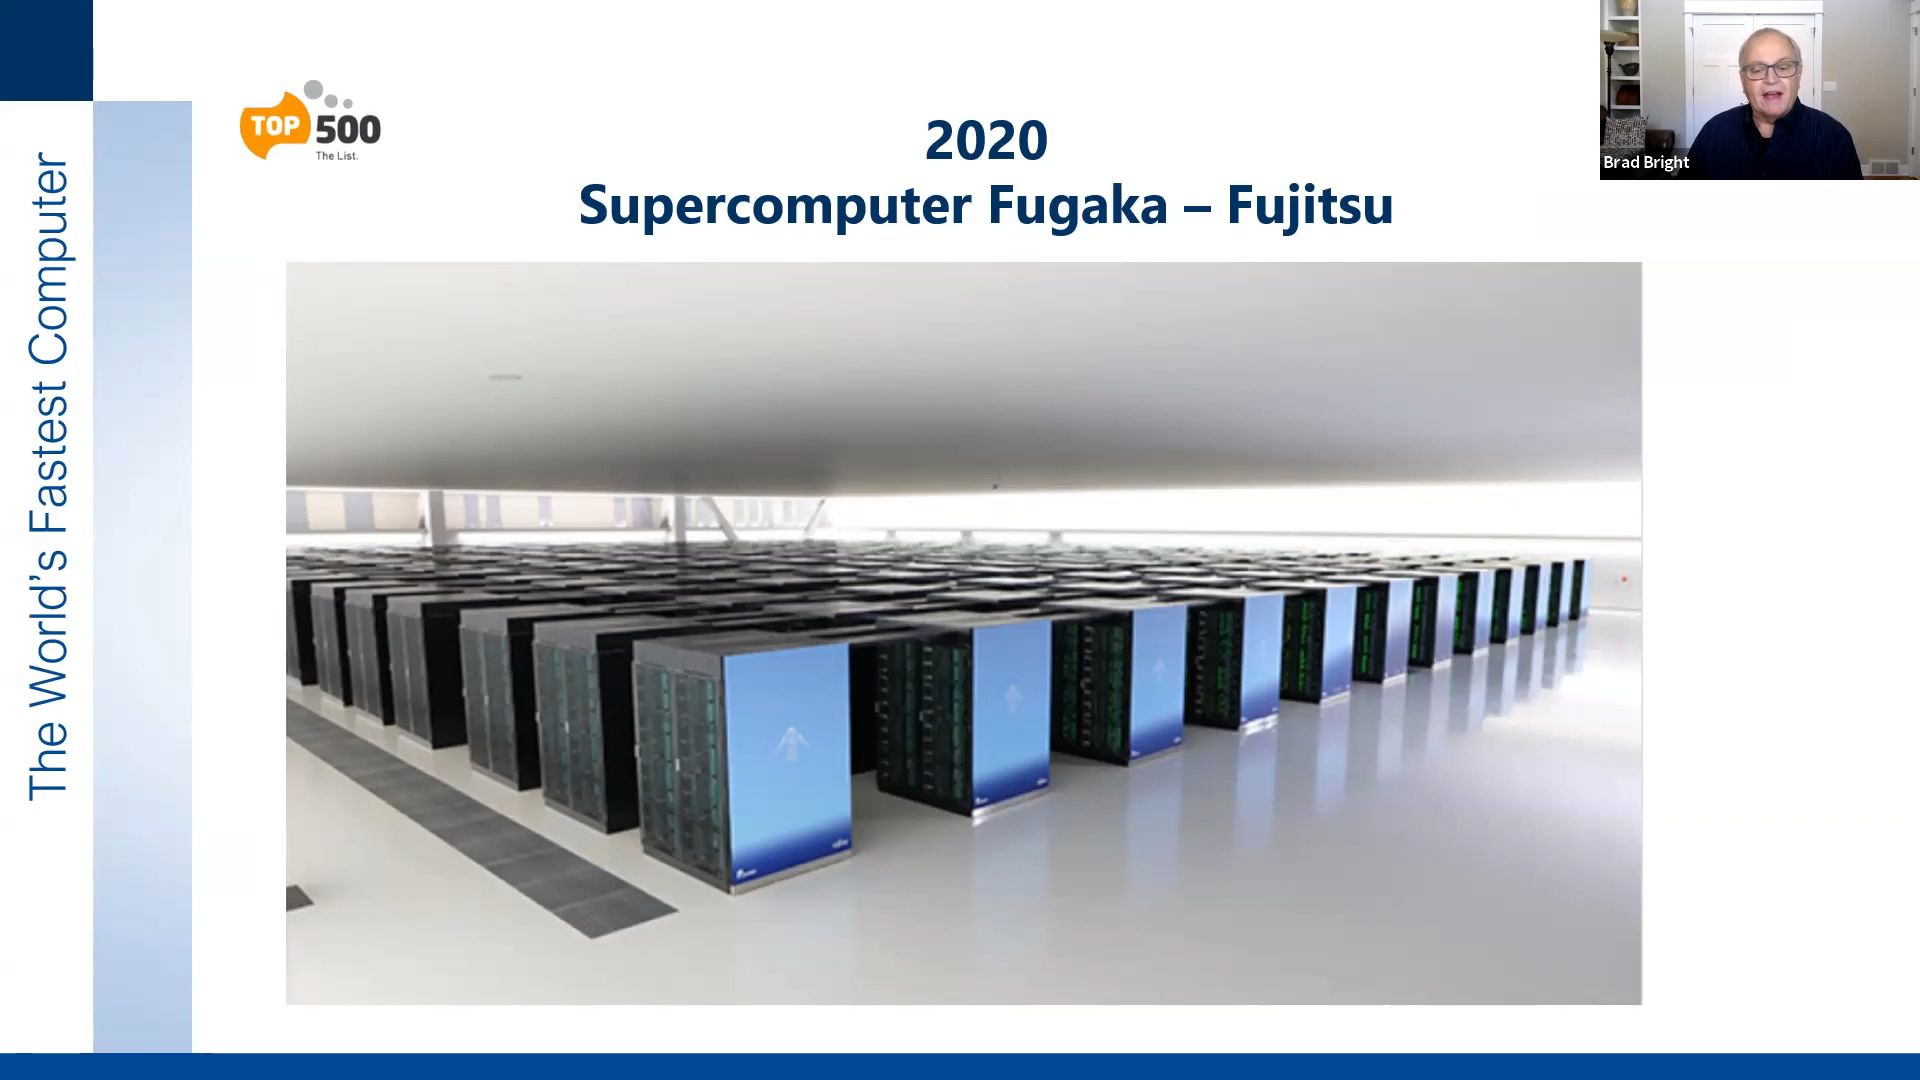 The World's Fastest Computer
TOP 500
The List.
2020
Supercomputer Fugaka – Fujitsu
Brad Bright